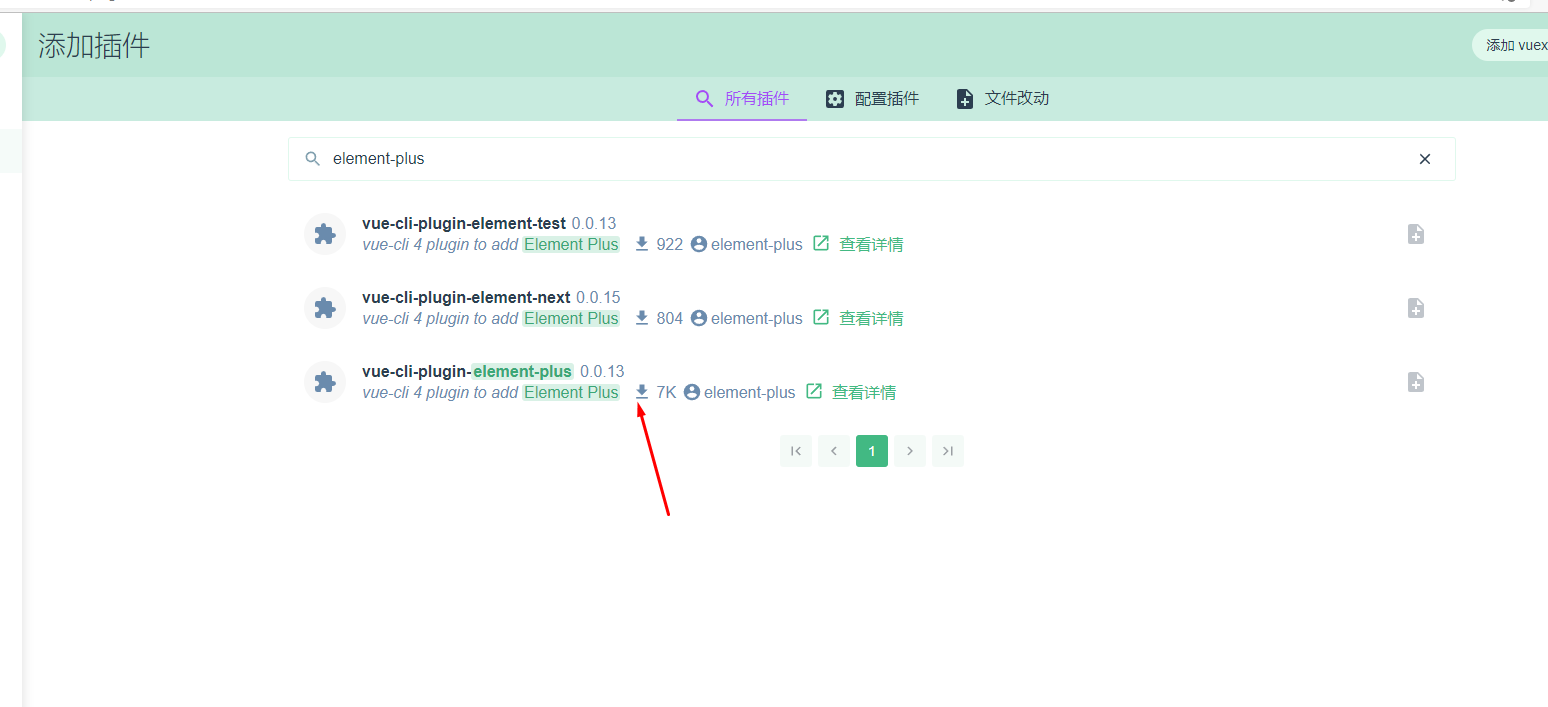 添加插件
添加 vuex
所有插件 配置插件 文件改动
element-plus
vue-cli-plugin-element-test 0.0.13
vue-cli 4 plugin to add Element Plus 922 element-plus 查看详情
vue-cli-plugin-element-next 0.0.15
vue-cli 4 plugin to add Element Plus 804 element-plus 查看详情
vue-cli-plugin-element-plus 0.0.13
vue-cli 4 plugin to add Element Plus 7K element-plus 查看详情
1